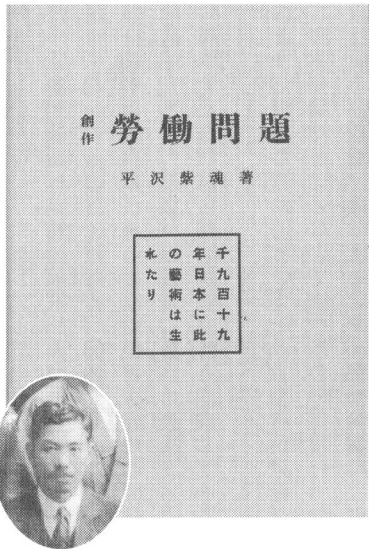 創作
勞働問題
平沢紫魂著
千九百十九
年日本に此
の藝術は生
れたり